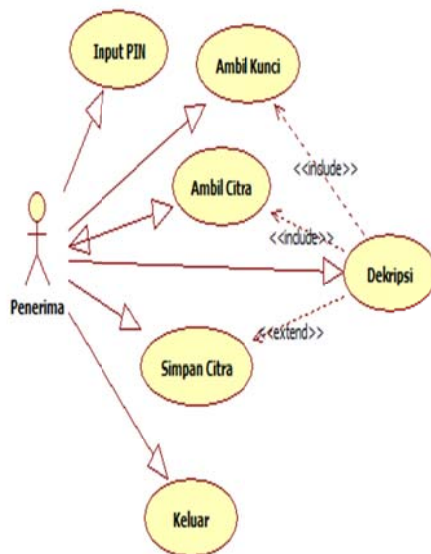 Input PIN
Ambil Kunci
<<include>>
Ambil Citra
<<include>>
Dekripsi
Penerima
<<extend>>
Simpan Citra
Keluar